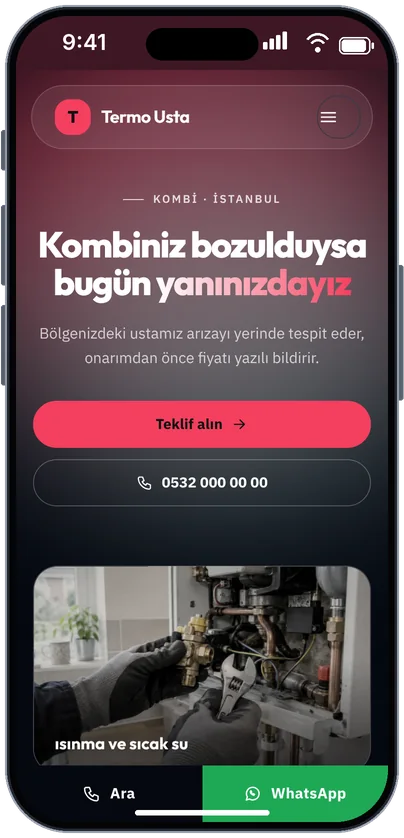 9:41
T Termo Usta
KOMBİ · İSTANBUL
Kombiniz bozulduysa
bugün yanınızdayız
Bölgenizdeki ustamız arızayı yerinde tespit eder,
onarımdan önce fiyatı yazılı bildirir.
Teklif alın →
0532 000 00 00
ısınma ve sıcak su
Ara
WhatsApp